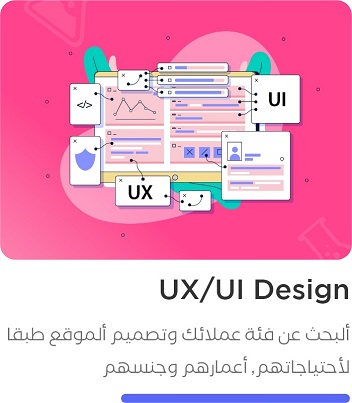 </>
UI
UX
UX/UI Design
ألبحث عن فئة عملائك وتصميم ألموقع طبقا
لأحتياجاتهم, أعمارهم وجنسهم